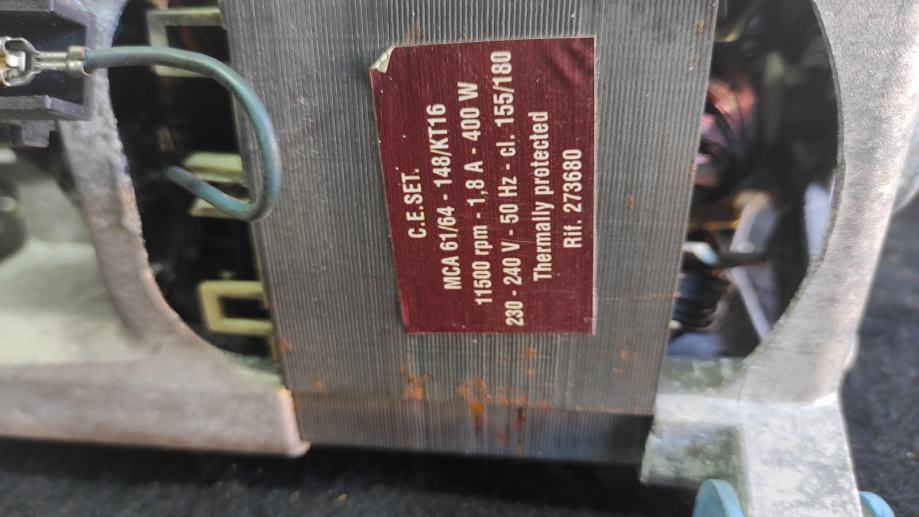 C.E.SET.
MCA 61/64 - 148/KT16
11500 rpm - 1,8 A - 400 W
230 - 240 V - 50 Hz - cl. 155/180
Thermally protected
Rif. 273680